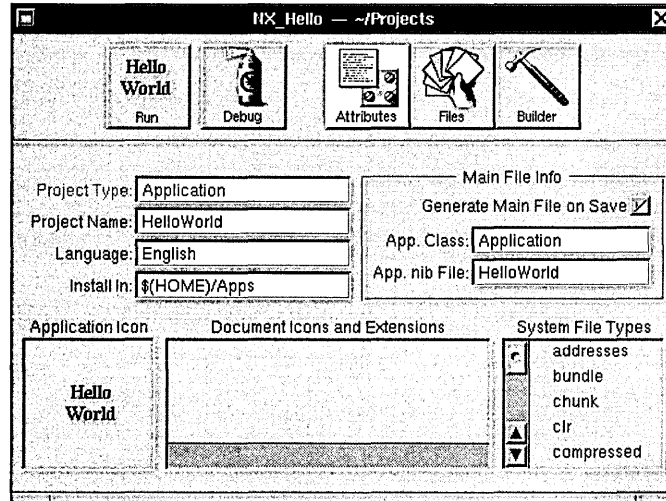 NX_Hello — ~/Projects
Hello
World
Run
Debug
Attributes
Files
Builder
Project Type: Application
Project Name: HelloWorld
Language: English
Install In: $(HOME)/Apps
Main File Info
Generate Main File on Save
App. Class: Application
App. nib File: HelloWorld
Application Icon
Hello
World
Document Icons and Extensions
System File Types
addresses
bundle
chunk
clr
compressed